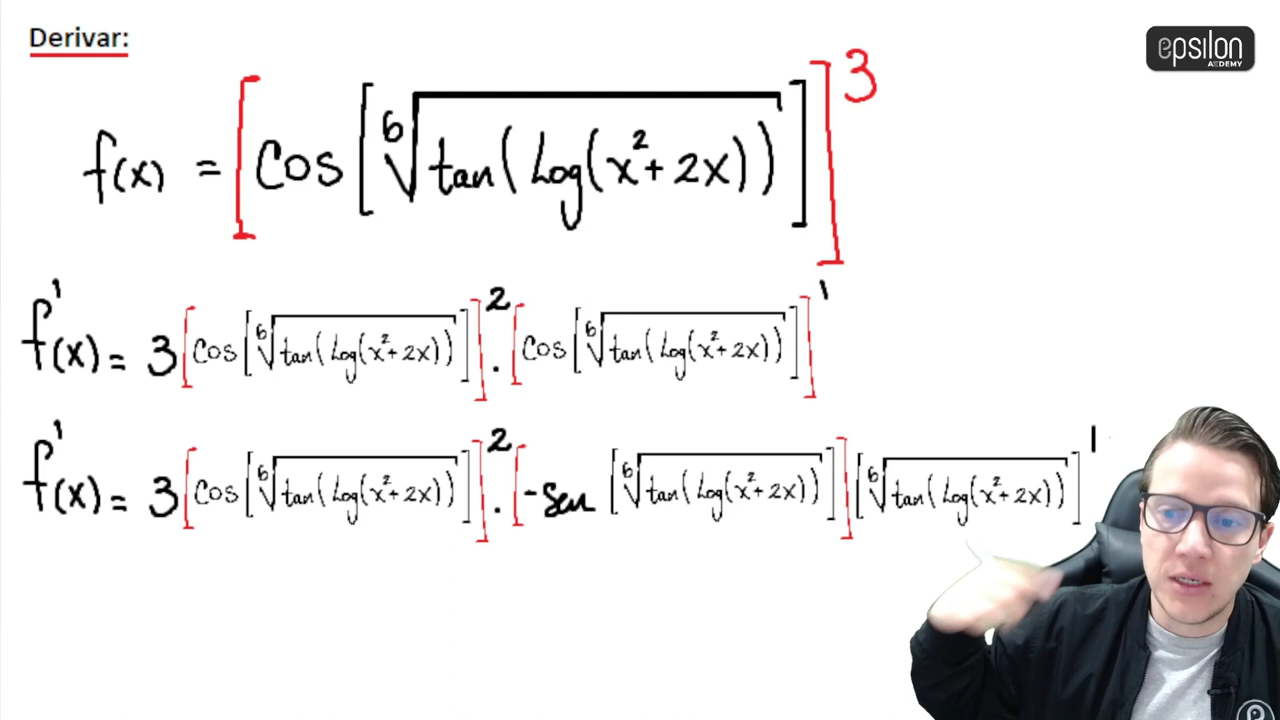 Derivar:
epsilon
AXDEMY
f(x) = [Cos[⁶√tan(Log(x²+2x))]]³
f'(x) = 3[Cos[⁶√tan(Log(x²+2x))]]² · [Cos[⁶√tan(Log(x²+2x))]]'
f'(x) = 3[Cos[⁶√tan(Log(x²+2x))]]² · [-Sen [⁶√tan(Log(x²+2x))]] [⁶√tan(Log(x²+2x))]'